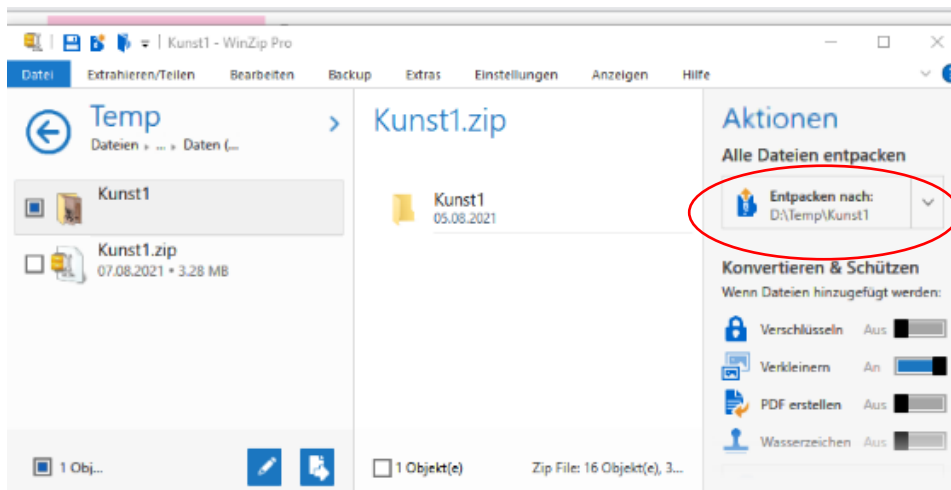 Kunst1 - WinZip Pro
Datei Extrahieren/Teilen Bearbeiten Backup Extras Einstellungen Anzeigen Hilfe
Temp
Dateien » ... » Daten (...
Kunst1
Kunst1.zip
07.08.2021 • 3.28 MB
1 Obj...
Kunst1.zip
Kunst1
05.08.2021
1 Objekt(e) Zip File: 16 Objekt(e), 3...
Aktionen
Alle Dateien entpacken
Entpacken nach:
D:\Temp\Kunst1
Konvertieren & Schützen
Wenn Dateien hinzugefügt werden:
Verschlüsseln Aus
Verkleinern An
PDF erstellen Aus
Wasserzeichen Aus